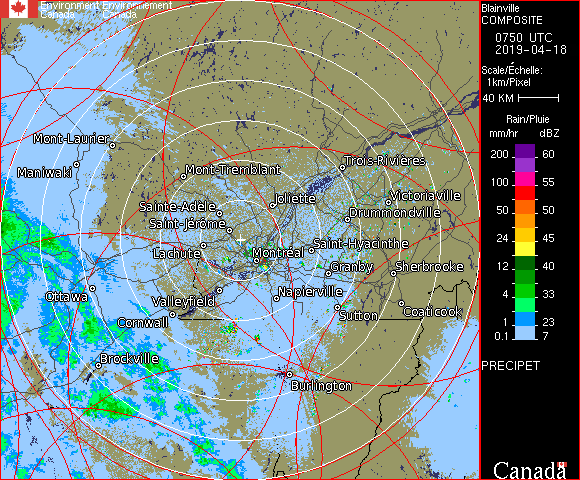 Environment Environnement
Canada Canada
Blainville
COMPOSITE
0750 UTC
2019-04-18
Scale/Échelle:
1km/Pixel
40 KM
Rain/Pluie
mm/hr dBZ
200 60
100 55
50 50
24 45
12 40
4 33
1 23
0.1 7
PRECIPET
Canada
Mont-Laurier
Maniwaki
Mont-Tremblant
Trois-Rivières
Joliette
Victoriaville
Sainte-Adèle
Drummondville
Saint-Jérôme
Saint-Hyacinthe
Lachute
Montréal
Granby
Sherbrooke
Ottawa
Valleyfield
Napierville
Coaticook
Cornwall
Sutton
Brockville
Burlington